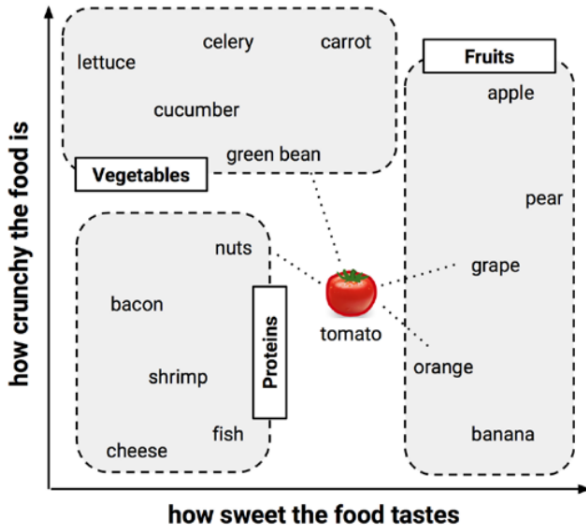 celery
carrot
lettuce
Fruits
apple
cucumber
green bean
Vegetables
pear
nuts
grape
bacon
tomato
Proteins
orange
shrimp
fish
banana
cheese
how crunchy the food is
how sweet the food tastes